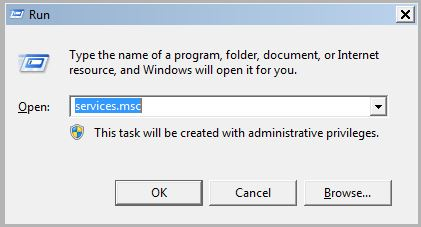 Run
Type the name of a program, folder, document, or Internet
resource, and Windows will open it for you.
Open: services.msc
This task will be created with administrative privileges.
OK Cancel Browse...